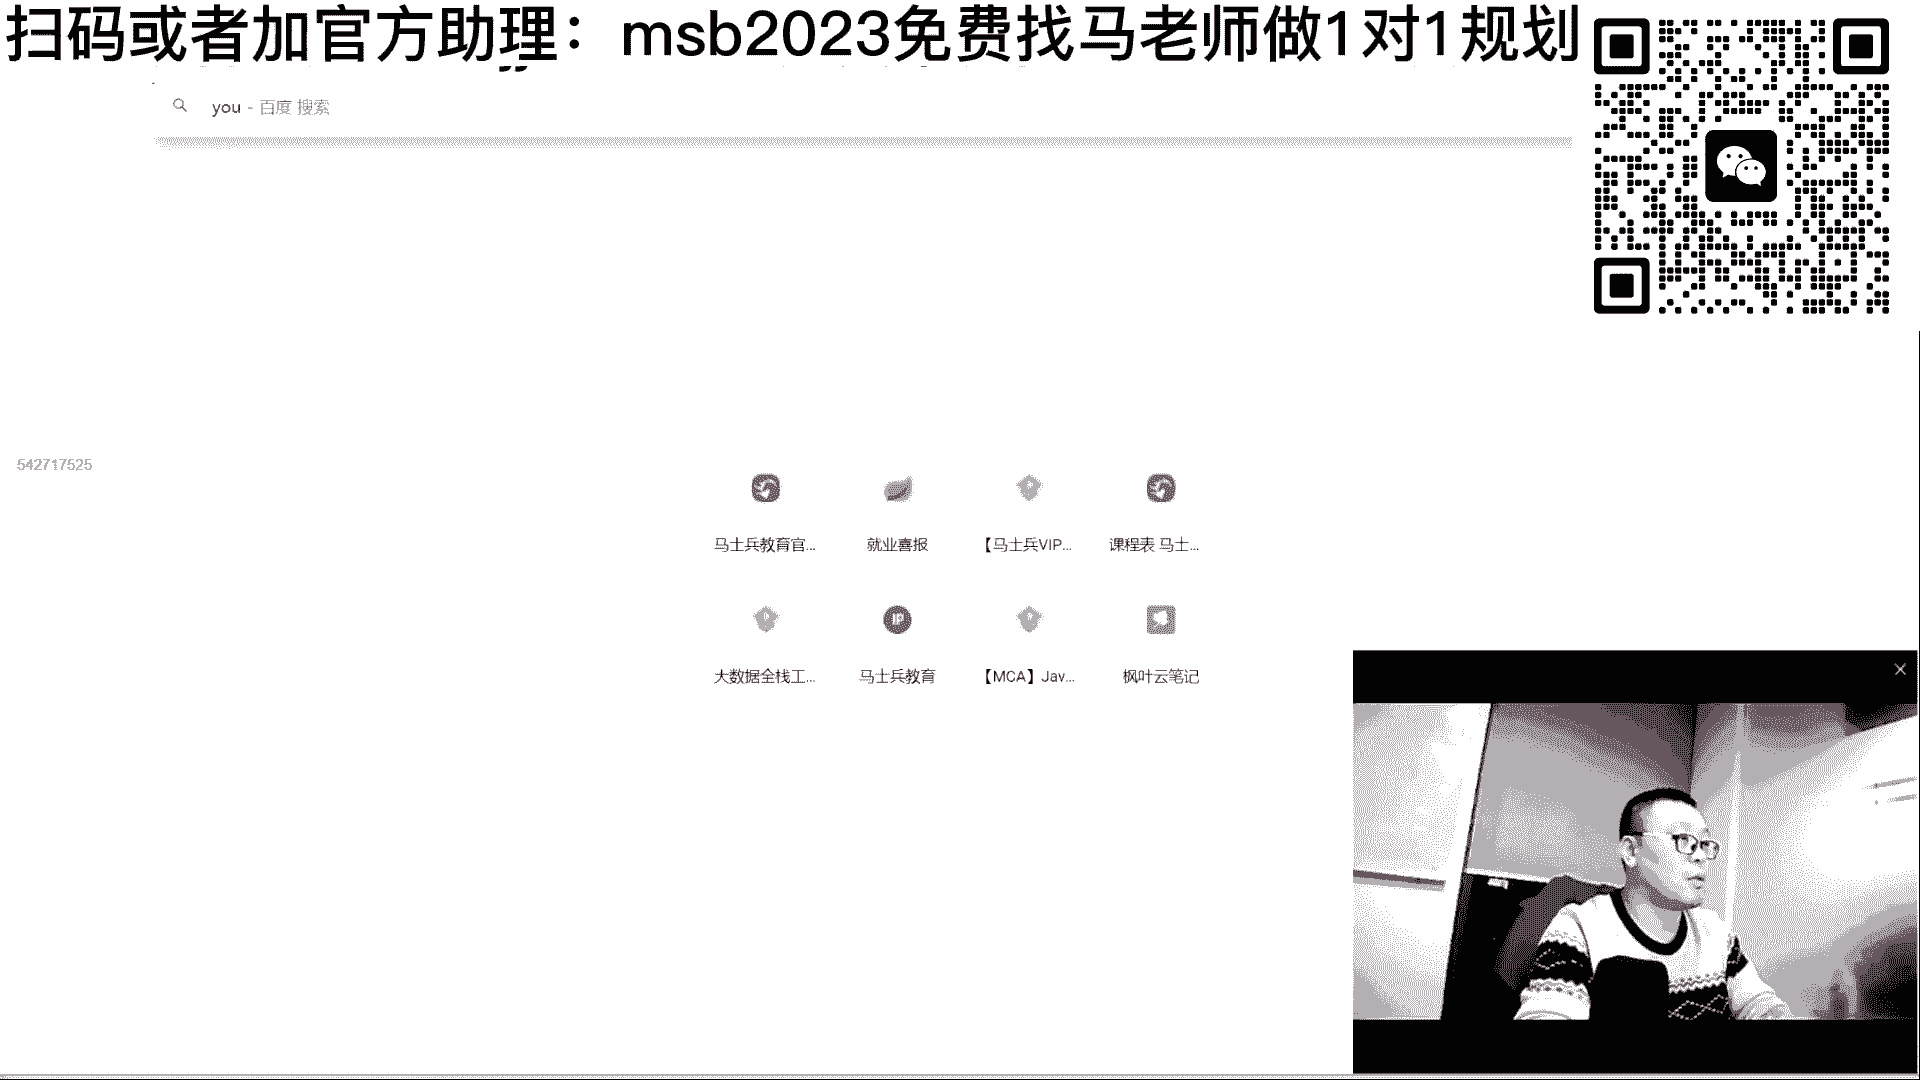 扫码或者加官方助理：msb2023免费找马老师做1对1规划
you - 百度 搜索
542717525
马士兵教育官...
就业喜报
【马士兵VIP...
课程表 马士...
大数据全栈工...
马士兵教育
【MCA】Jav...
枫叶云笔记